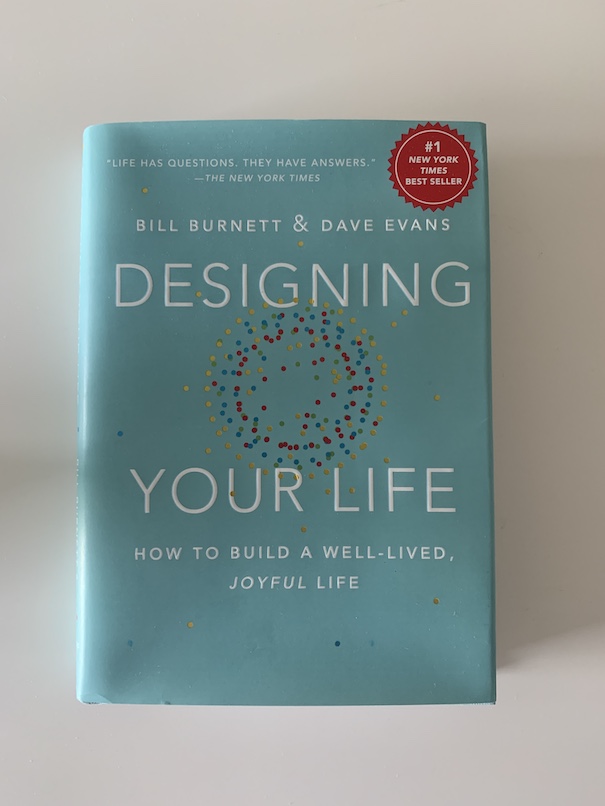 "LIFE HAS QUESTIONS. THEY HAVE ANSWERS."
—THE NEW YORK TIMES
#1
NEW YORK
TIMES
BEST SELLER
BILL BURNETT & DAVE EVANS
DESIGNING
YOUR LIFE
HOW TO BUILD A WELL-LIVED,
JOYFUL LIFE